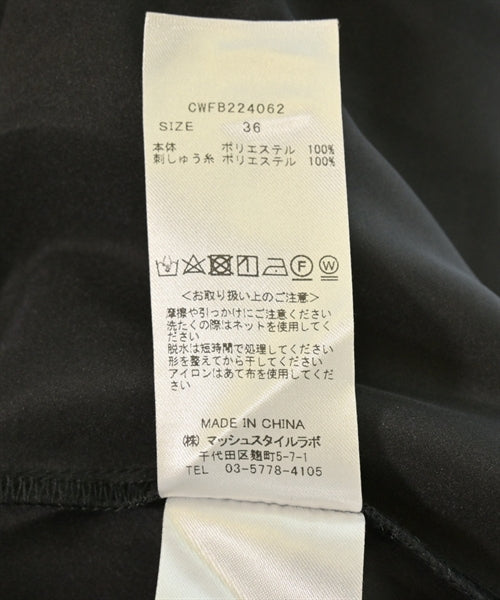 CWFB224062
SIZE 36
本体 ポリエステル 100%
刺しゅう糸 ポリエステル 100%
F W
<お取り扱い上のご注意>
摩擦や引っかけにご注意ください
洗たくの際はネットを使用してくだ
さい
脱水は短時間で処理してください
形を整えてから干してください
アイロンはあて布を使用してくださ
い
MADE IN CHINA
(株) マッシュスタイルラボ
千代田区麹町5-7-1
TEL 03-5778-4105